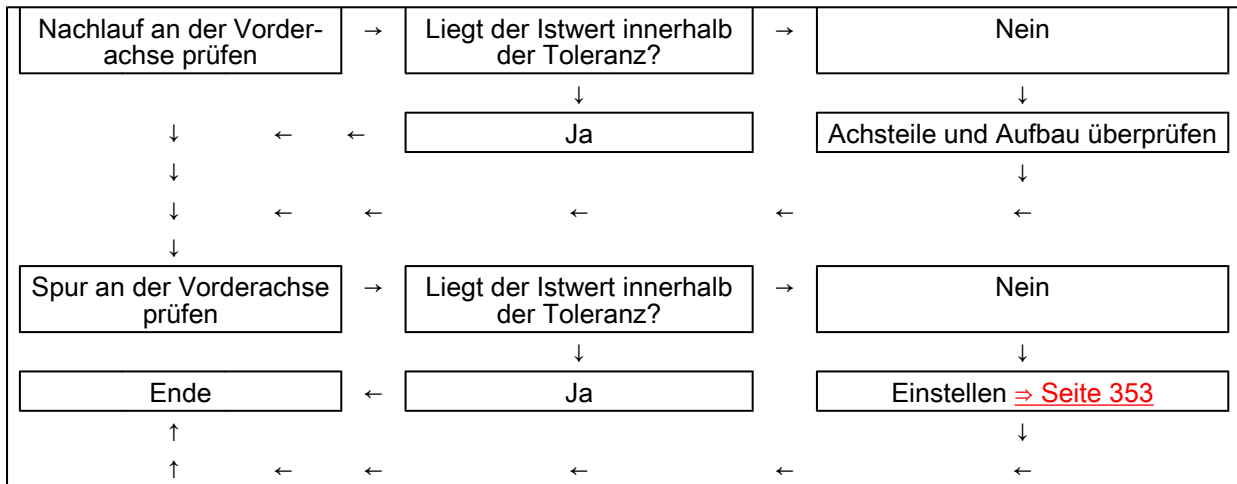 Nachlauf an der Vorder-
achse prüfen
→
Liegt der Istwert innerhalb
der Toleranz?
→
Nein
↓ ↓
↓ ← ← Ja Achsteile und Aufbau überprüfen
↓ ↓
↓ ← ← ← ← ←
↓
Spur an der Vorderachse
prüfen
→
Liegt der Istwert innerhalb
der Toleranz?
→
Nein
↓ ↓
Ende ← Ja Einstellen ⇒ Seite 353
↑ ↓
↑ ← ← ← ← ←